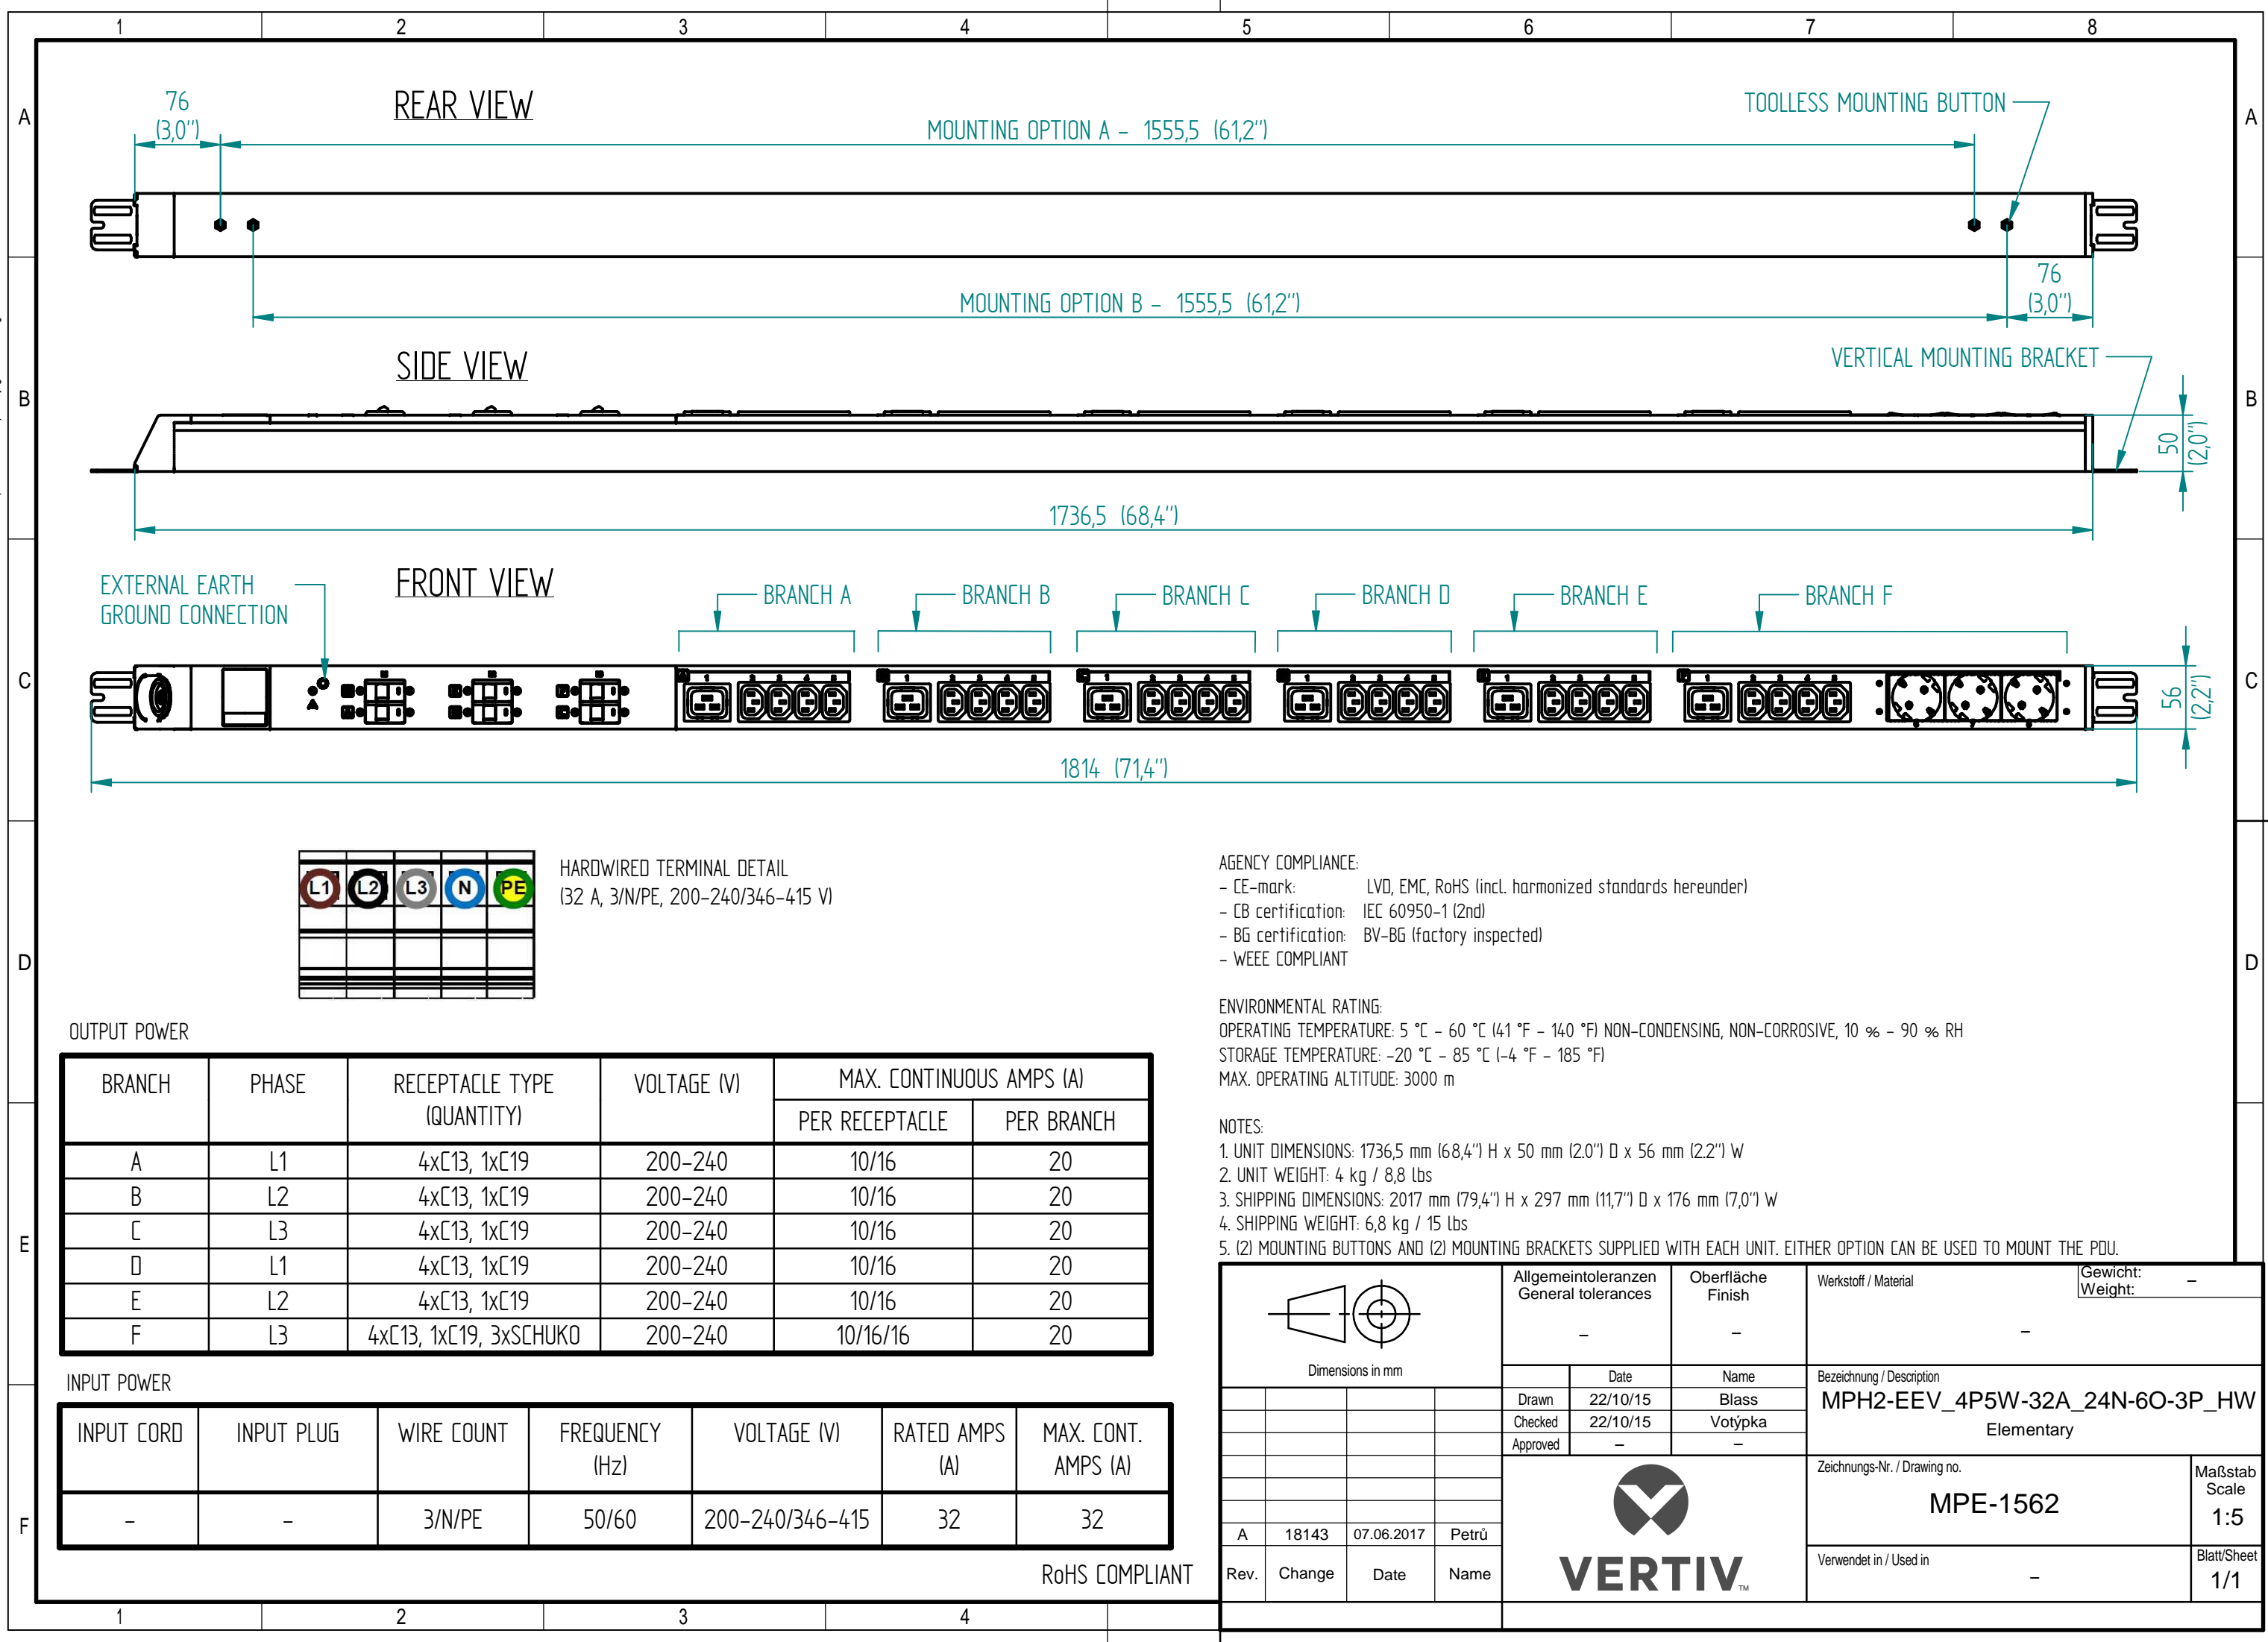 1 2 3 4 5 6 7 8
A
A
REAR VIEW
76
(3,0'')
MOUNTING OPTION A - 1555,5 (61,2'')
TOOLLESS MOUNTING BUTTON
MOUNTING OPTION B - 1555,5 (61,2'')
76
(3,0'')
B
B
SIDE VIEW
VERTICAL MOUNTING BRACKET
50
(2,0'')
1736,5 (68,4'')
C
C
FRONT VIEW
EXTERNAL EARTH
GROUND CONNECTION
BRANCH A
BRANCH B
BRANCH C
BRANCH D
BRANCH E
BRANCH F
56
(2,2'')
1814 (71,4'')
D
D
L1 L2 L3 N PE
HARDWIRED TERMINAL DETAIL
(32 A, 3/N/PE, 200-240/346-415 V)
AGENCY COMPLIANCE:
- CE-mark: LVD, EMC, RoHS (incl. harmonized standards hereunder)
- CB certification: IEC 60950-1 (2nd)
- BG certification: BV-BG (factory inspected)
- WEEE COMPLIANT
ENVIRONMENTAL RATING:
OPERATING TEMPERATURE: 5 °C - 60 °C (41 °F - 140 °F) NON-CONDENSING, NON-CORROSIVE, 10 % - 90 % RH
STORAGE TEMPERATURE: -20 °C - 85 °C (-4 °F - 185 °F)
MAX. OPERATING ALTITUDE: 3000 m
NOTES:
1. UNIT DIMENSIONS: 1736,5 mm (68,4'') H x 50 mm (2.0'') D x 56 mm (2.2'') W
2. UNIT WEIGHT: 4 kg / 8,8 lbs
3. SHIPPING DIMENSIONS: 2017 mm (79,4'') H x 297 mm (11,7'') D x 176 mm (7,0'') W
4. SHIPPING WEIGHT: 6,8 kg / 15 lbs
5. (2) MOUNTING BUTTONS AND (2) MOUNTING BRACKETS SUPPLIED WITH EACH UNIT. EITHER OPTION CAN BE USED TO MOUNT THE PDU.
OUTPUT POWER
BRANCH PHASE RECEPTACLE TYPE (QUANTITY) VOLTAGE (V) MAX. CONTINUOUS AMPS (A)
PER RECEPTACLE PER BRANCH
A L1 4xC13, 1xC19 200-240 10/16 20
B L2 4xC13, 1xC19 200-240 10/16 20
C L3 4xC13, 1xC19 200-240 10/16 20
D L1 4xC13, 1xC19 200-240 10/16 20
E L2 4xC13, 1xC19 200-240 10/16 20
F L3 4xC13, 1xC19, 3xSCHUKO 200-240 10/16/16 20
E
E
INPUT POWER
INPUT CORD INPUT PLUG WIRE COUNT FREQUENCY (Hz) VOLTAGE (V) RATED AMPS (A) MAX. CONT. AMPS (A)
- - 3/N/PE 50/60 200-240/346-415 32 32
F
RoHS COMPLIANT
Dimensions in mm
Allgemeintoleranzen
General tolerances
-
Oberfläche
Finish
-
Werkstoff / Material
-
Gewicht:
Weight:
-
Date Name
Drawn 22/10/15 Blass
Checked 22/10/15 Votýpka
Approved - -
Bezeichnung / Description
MPH2-EEV_4P5W-32A_24N-6O-3P_HW
Elementary
Zeichnungs-Nr. / Drawing no.
MPE-1562
Maßstab
Scale
1:5
A 18143 07.06.2017 Petrů
Rev. Change Date Name
VERTIV™
Verwendet in / Used in
-
Blatt/Sheet
1/1
1 2 3 4